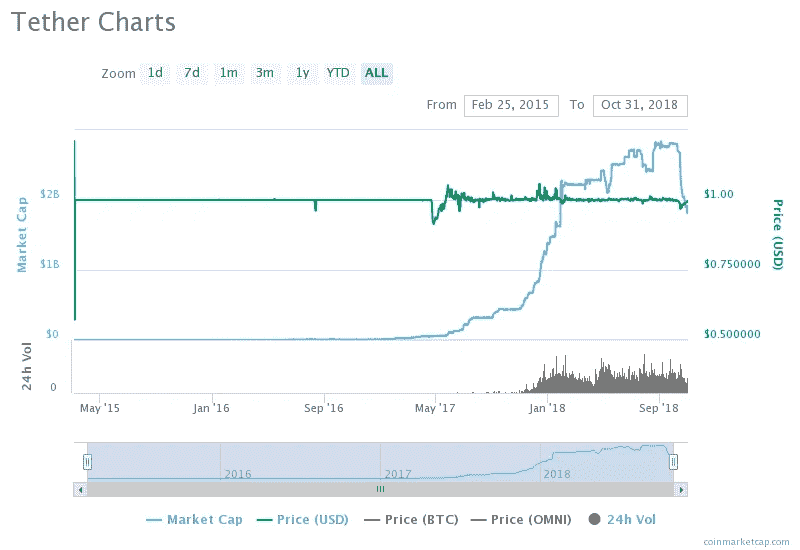 Tether Charts
Zoom 1d 7d 1m 3m 1y YTD ALL
From Feb 25, 2015 To Oct 31, 2018
Market Cap
$2B
$1B
$0
24h Vol
0
$1.00
$0.750000
$0.500000
Price (USD)
May '15 Jan '16 Sep '16 May '17 Jan '18 Sep '18
2016 2017 2018
Market Cap Price (USD) Price (BTC) Price (OMNI) 24h Vol
coinmarketcap.com